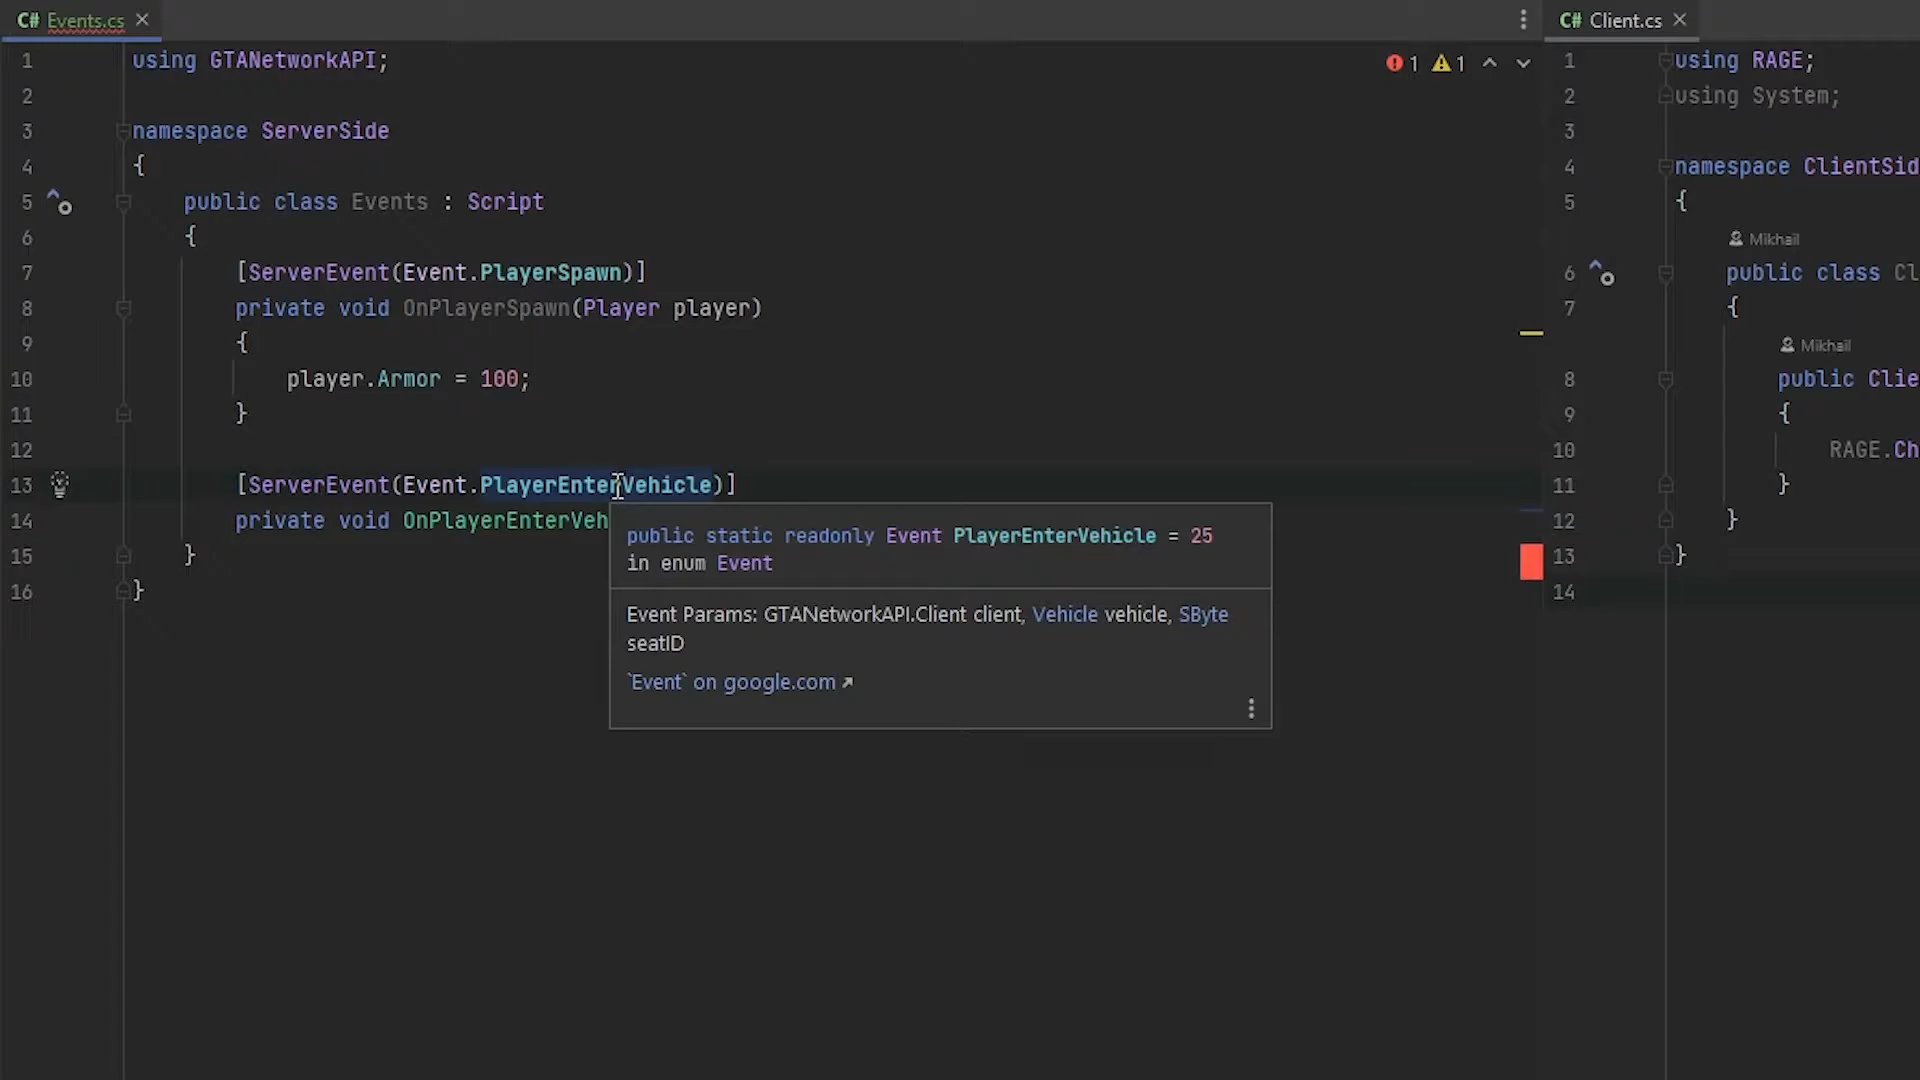 C# Events.cs
1 using GTANetworkAPI;
2
3 namespace ServerSide
4 {
5 public class Events : Script
6 {
7 [ServerEvent(Event.PlayerSpawn)]
8 private void OnPlayerSpawn(Player player)
9 {
10 player.Armor = 100;
11 }
12
13 [ServerEvent(Event.PlayerEnterVehicle)]
14 private void OnPlayerEnterVeh
15 }
16 }
1 1
public static readonly Event PlayerEnterVehicle = 25
in enum Event
Event Params: GTANetworkAPI.Client client, Vehicle vehicle, SByte
seatID
`Event` on google.com
C# Client.cs
1 using RAGE;
2 using System;
3
4 namespace ClientSid
5 {
Mikhail
6 public class Cl
7 {
Mikhail
8 public Clie
9 {
10 RAGE.Ch
11 }
12 }
13 }
14